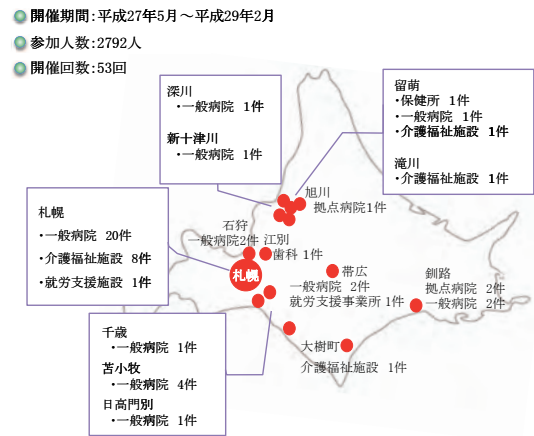 開催期間：平成27年5月～平成29年2月
参加人数：2792人
開催回数：53回
深川
・一般病院 1件
新十津川
・一般病院 1件
留萌
・保健所 1件
・一般病院 1件
・介護福祉施設 1件
滝川
・介護福祉施設 1件
旭川
拠点病院1件
札幌
・一般病院 20件
・介護福祉施設 8件
・就労支援施設 1件
石狩
一般病院2件
江別
歯科 1件
札幌
帯広
一般病院 2件
就労支援事業所 1件
釧路
拠点病院 2件
一般病院 2件
千歳
・一般病院 1件
苫小牧
・一般病院 4件
日高門別
・一般病院 1件
大樹町
介護福祉施設 1件